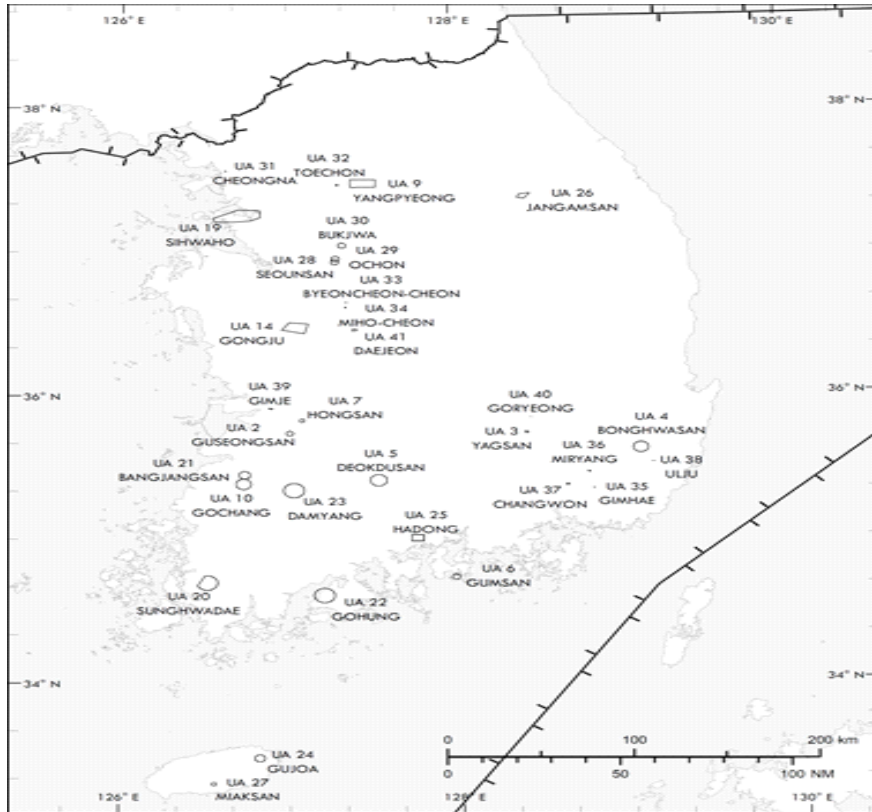 126° E
128° E
130° E
38° N
38° N
UA 31
CHEONGNA
UA 32
TOECHON
UA 9
YANGPYEONG
UA 26
JANGAMSAN
UA 19
SIHWAHO
UA 30
BUKJWA
UA 29
OCHON
UA 28
SEOUNSAN
UA 33
BYEONCHEON-CHEON
UA 34
MIHO-CHEON
UA 14
GONGJU
UA 41
DAEJEON
36° N
36° N
UA 39
GIMJE
UA 7
HONGSAN
UA 2
GUSEONGSAN
UA 40
GORYEONG
UA 4
BONGHWASAN
UA 3
YAGSAN
UA 36
MIRYANG
UA 38
ULJU
UA 5
DEOKDUSAN
UA 21
BANGJANGSAN
UA 10
GOCHANG
UA 23
DAMYANG
UA 37
CHANGWON
UA 35
GIMHAE
UA 25
HADONG
UA 6
GUMSAN
UA 20
SUNGHWADAE
UA 22
GOHUNG
34° N
34° N
UA 24
GUJOA
UA 27
MIAKSAN
0 100 200 km
0 50 100 NM
126° E
128° E
130° E